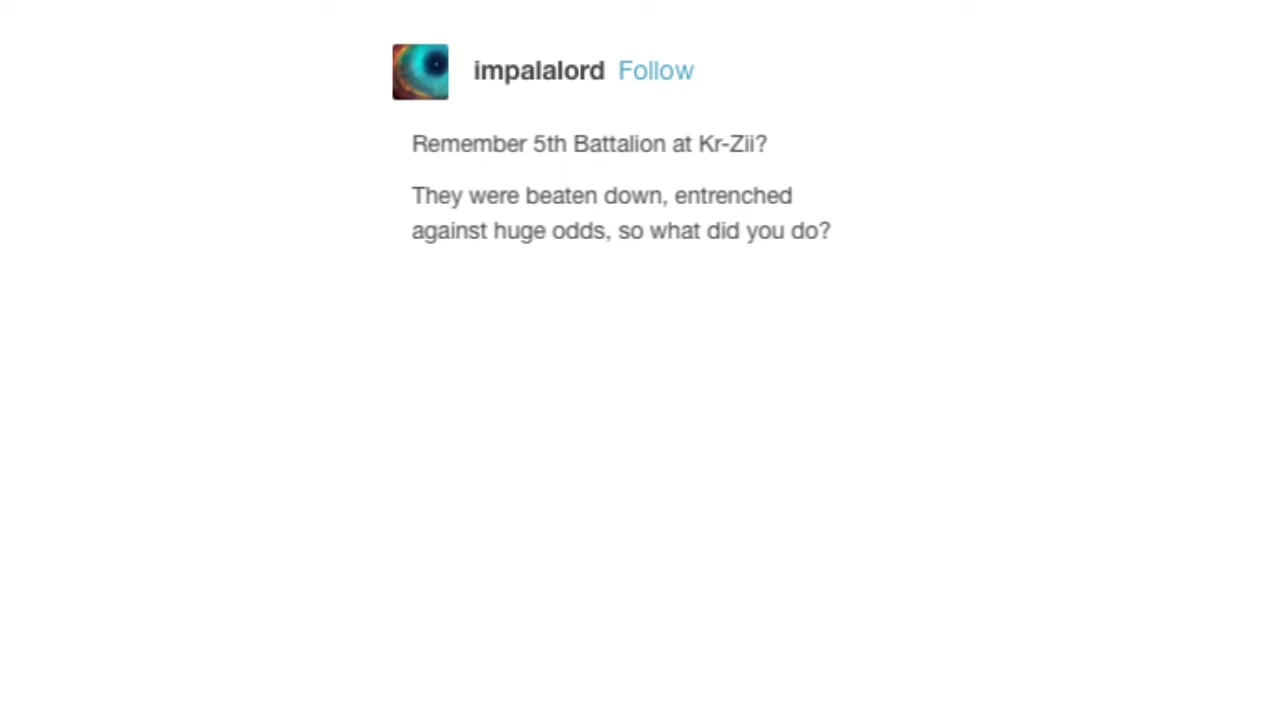 impalalord Follow
Remember 5th Battalion at Kr-Zii?
They were beaten down, entrenched
against huge odds, so what did you do?